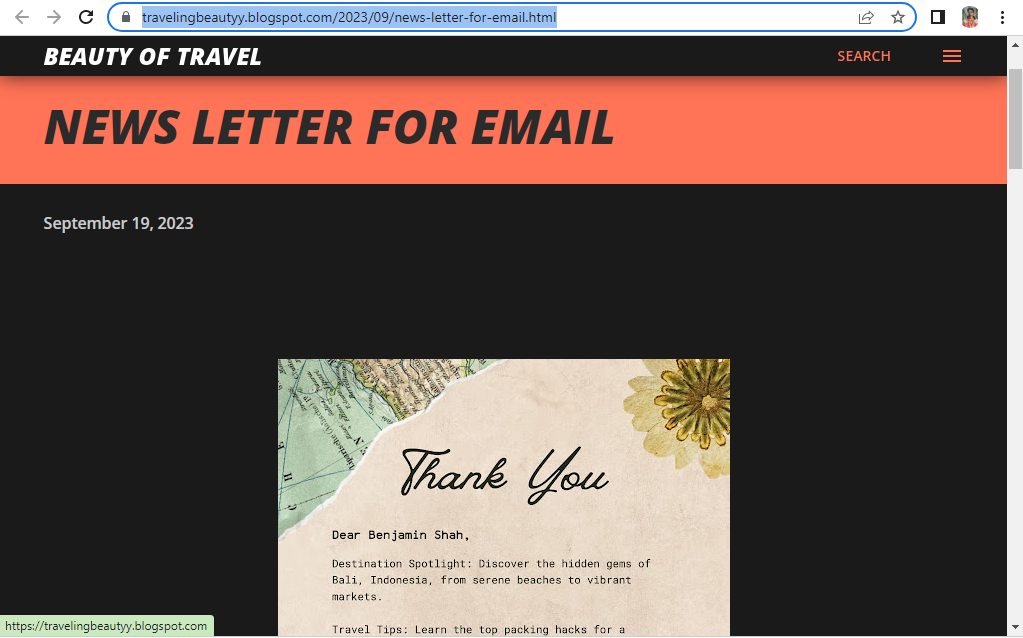 travelingbeautyy.blogspot.com/2023/09/news-letter-for-email.html
BEAUTY OF TRAVEL
SEARCH
NEWS LETTER FOR EMAIL
September 19, 2023
Thank You
Dear Benjamin Shah,
Destination Spotlight: Discover the hidden gems of
Bali, Indonesia, from serene beaches to vibrant
markets.
Travel Tips: Learn the top packing hacks for a
https://travelingbeautyy.blogspot.com